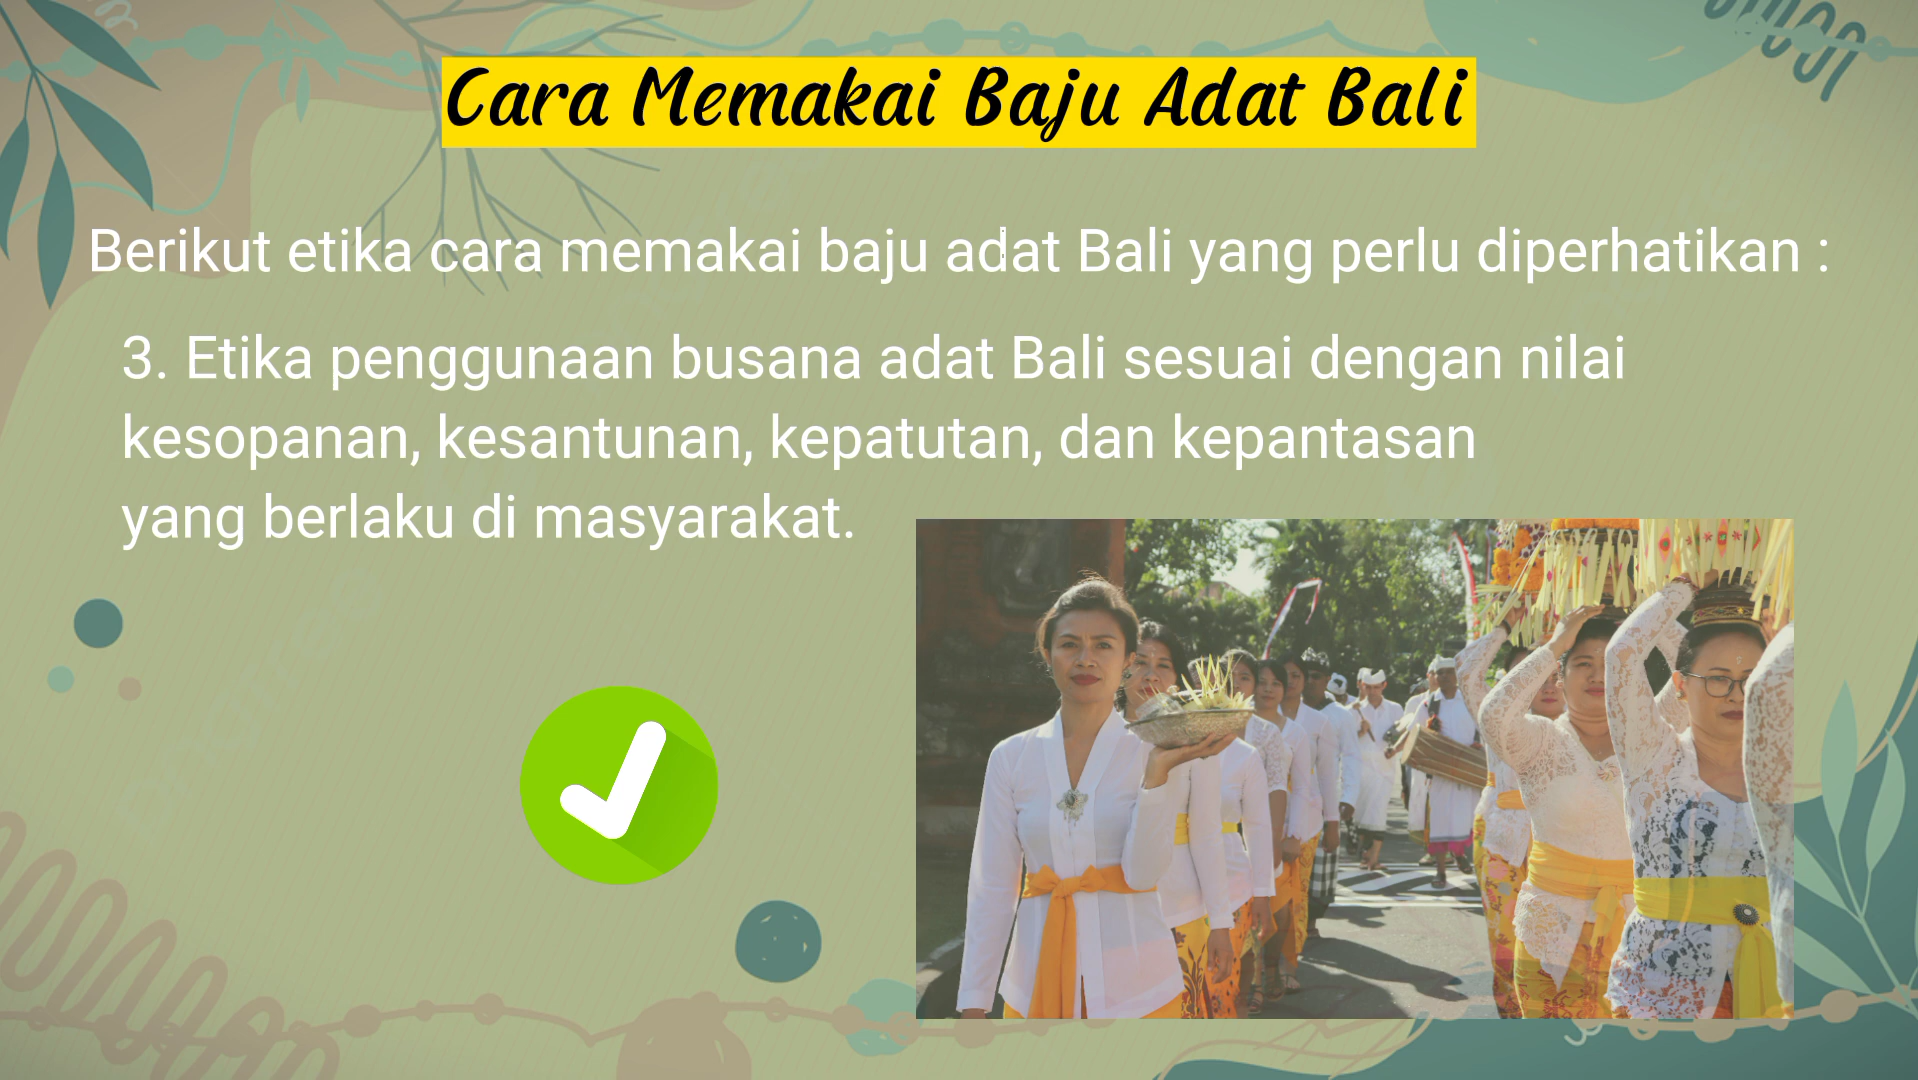 Cara Memakai Baju Adat Bali
Berikut etika cara memakai baju adat Bali yang perlu diperhatikan :
3. Etika penggunaan busana adat Bali sesuai dengan nilai
kesopanan, kesantunan, kepatutan, dan kepantasan
yang berlaku di masyarakat.